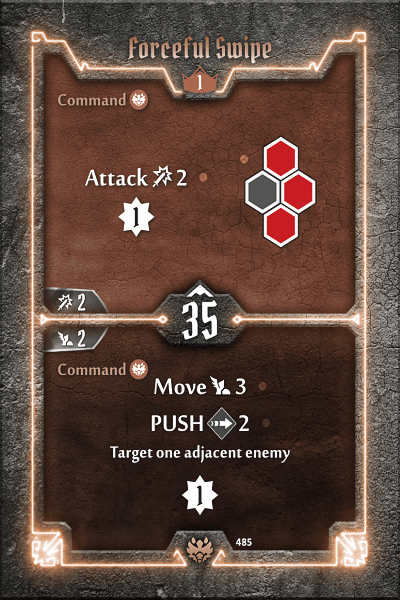 Forceful Swipe
1
Command
Attack 2
1
2
35
2
Command
Move 3
PUSH 2
Target one adjacent enemy
1
485